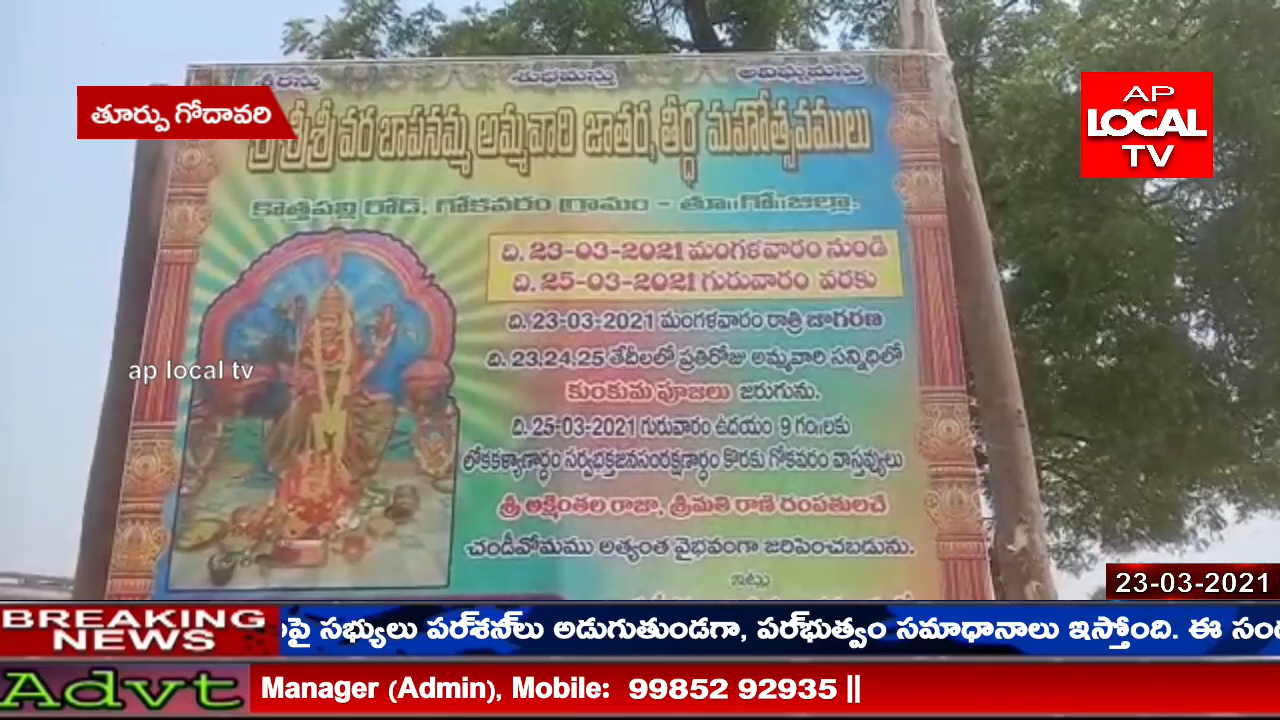 తూర్పు గోదావరి
AP
LOCAL
TV
శ్రీరస్తు శుభమస్తు అవిఘ్నమస్తు
శ్రీ శ్రీశ్రీ వర బాపనమ్మ అమ్మవారి జాతర, తీర్థ మహోత్సవములు
కొత్తపల్లి రోడ్, గోకవరం గ్రామం - తూ॥గో॥జిల్లా.
ది. 23-03-2021 మంగళవారం నుండి
ది. 25-03-2021 గురువారం వరకు
ది. 23-03-2021 మంగళవారం రాత్రి జాగరణ
ది. 23,24,25 తేదీలలో ప్రతిరోజు అమ్మవారి సన్నిధిలో
కుంకుమ పూజలు జరుగును.
ది. 25-03-2021 గురువారం ఉదయం 9 గం॥లకు
లోకకళ్యాణార్థం సర్వభక్తజనసంరక్షణార్థం కొరకు గోకవరం వాస్తవ్యులు
శ్రీ అక్షింతల రాజా, శ్రీమతి రాణి దంపతులచే
చండీహోమము అత్యంత వైభవంగా జరిపించబడును.
ఇట్లు
ap local tv
23-03-2021
BREAKING
NEWS
పై సభ్యులు పర్‌శన్‌లు అడుగుతుండగా, పర్‌భుత్వం సమాధానాలు ఇస్తోంది. ఈ సంద
Advt
Manager (Admin), Mobile: 99852 92935 ||